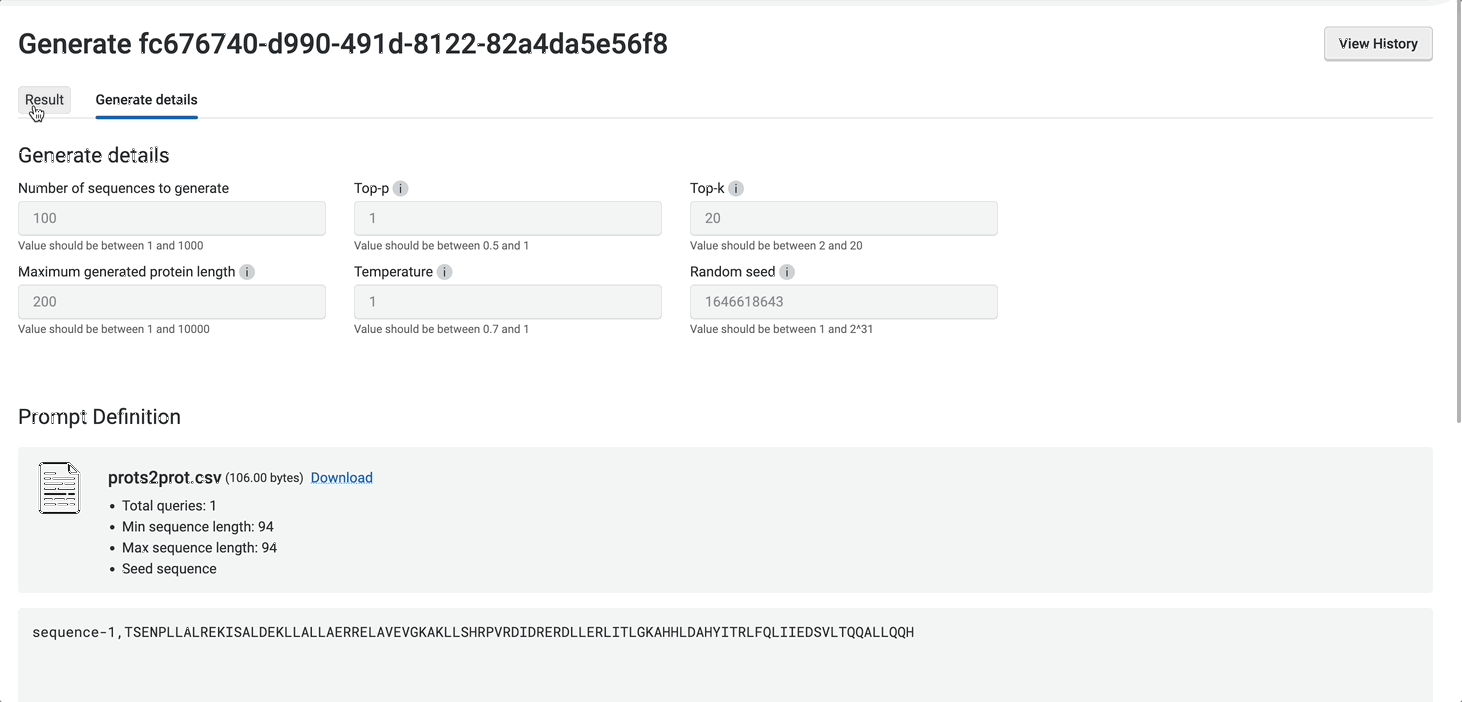 Generate fc676740-d990-491d-8122-82a4da5e56f8
View History
Result
Generate details
Generate details
Number of sequences to generate
100
Value should be between 1 and 1000
Top-p i
1
Value should be between 0.5 and 1
Top-k i
20
Value should be between 2 and 20
Maximum generated protein length i
200
Value should be between 1 and 10000
Temperature i
1
Value should be between 0.7 and 1
Random seed i
1646618643
Value should be between 1 and 2^31
Prompt Definition
prots2prot.csv (106.00 bytes) Download
• Total queries: 1
• Min sequence length: 94
• Max sequence length: 94
• Seed sequence
sequence-1,TSENPLLALREKISALDEKLLALLAERRELAVEVGKAKLLSHRPVRDIDRERDLLERLITLGKAHHLDAHYITRLFQLIIEDSVLTQQALLQQH